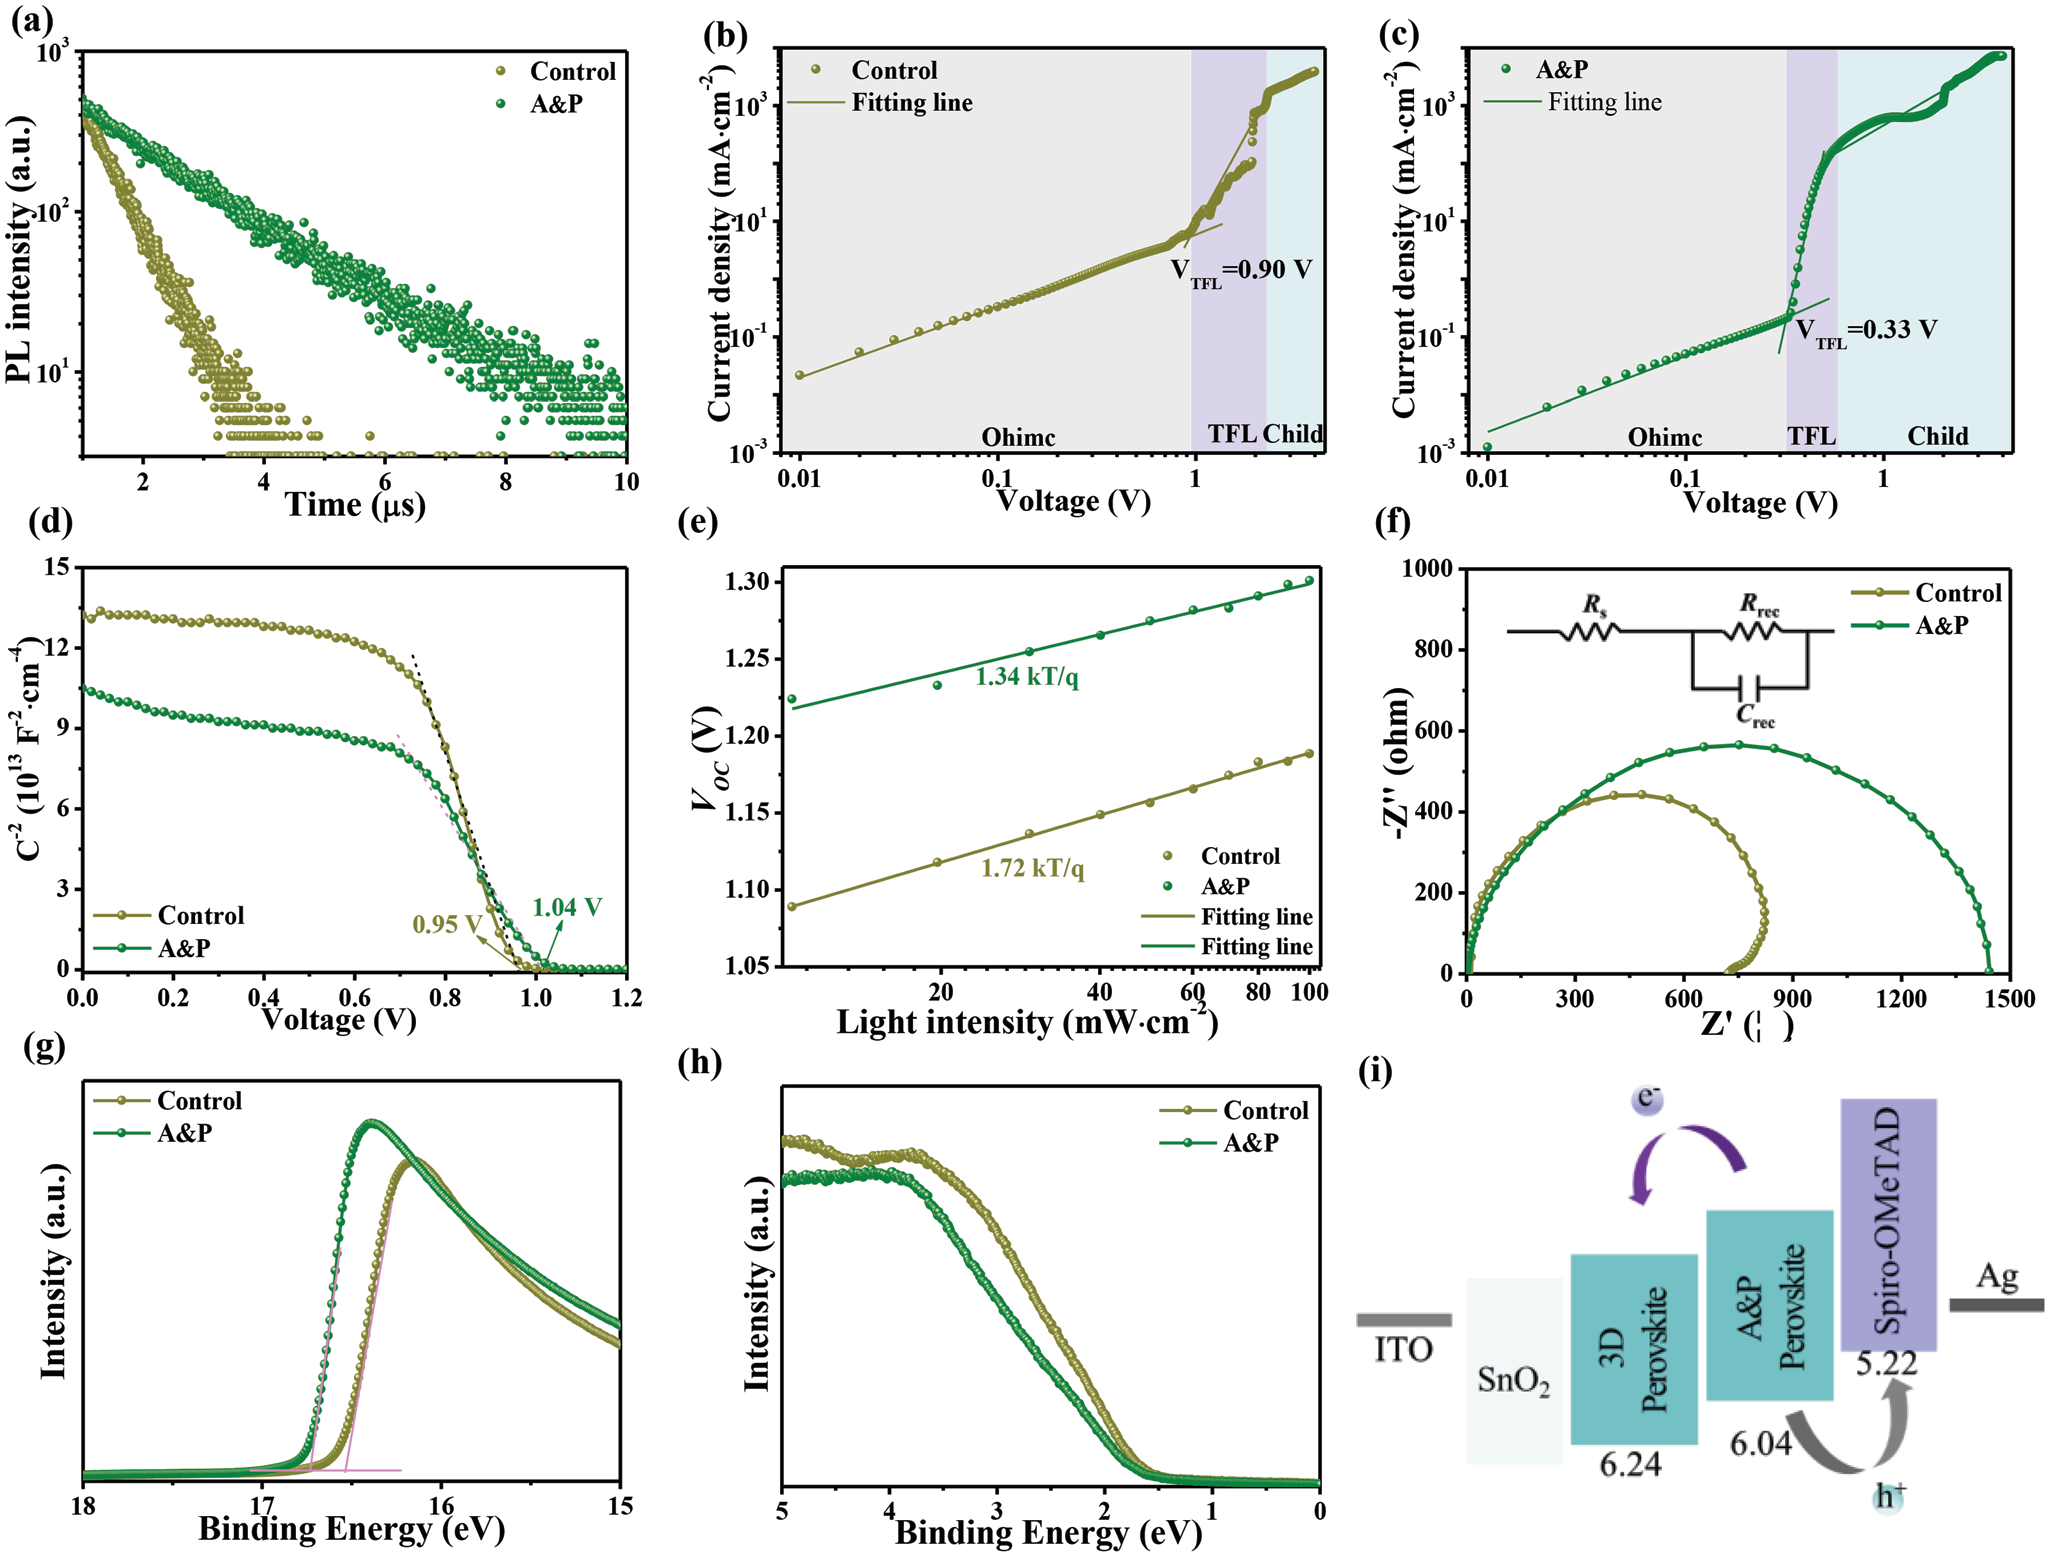 (a)
10³
10²
10¹
PL intensity (a.u.)
Control
A&P
2 4 6 8 10
Time (μs)
(b)
10³
10¹
10⁻¹
10⁻³
Current density (mA·cm⁻²)
Control
Fitting line
V_TFL=0.90 V
Ohimc TFL Child
0.01 0.1 1
Voltage (V)
(c)
10³
10¹
10⁻¹
10⁻³
Current density (mA·cm⁻²)
A&P
Fitting line
V_TFL=0.33 V
Ohimc TFL Child
0.01 0.1 1
Voltage (V)
(d)
15
12
9
6
3
0
C⁻² (10¹³ F⁻²·cm⁻⁴)
Control
A&P
0.95 V
1.04 V
0.0 0.2 0.4 0.6 0.8 1.0 1.2
Voltage (V)
(e)
1.30
1.25
1.20
1.15
1.10
1.05
V_OC (V)
1.34 kT/q
1.72 kT/q
Control
A&P
Fitting line
Fitting line
20 40 60 80 100
Light intensity (mW·cm⁻²)
(f)
1000
800
600
400
200
0
-Z'' (ohm)
Control
A&P
R_s
R_rec
C_rec
0 300 600 900 1200 1500
Z' (¦ )
(g)
Intensity (a.u.)
Control
A&P
18 17 16 15
Binding Energy (eV)
(h)
Intensity (a.u.)
Control
A&P
5 4 3 2 1 0
Binding Energy (eV)
(i)
e⁻
ITO
SnO₂
3D
Perovskite
6.24
A&P
Perovskite
6.04
Spiro-OMeTAD
5.22
Ag
h⁺